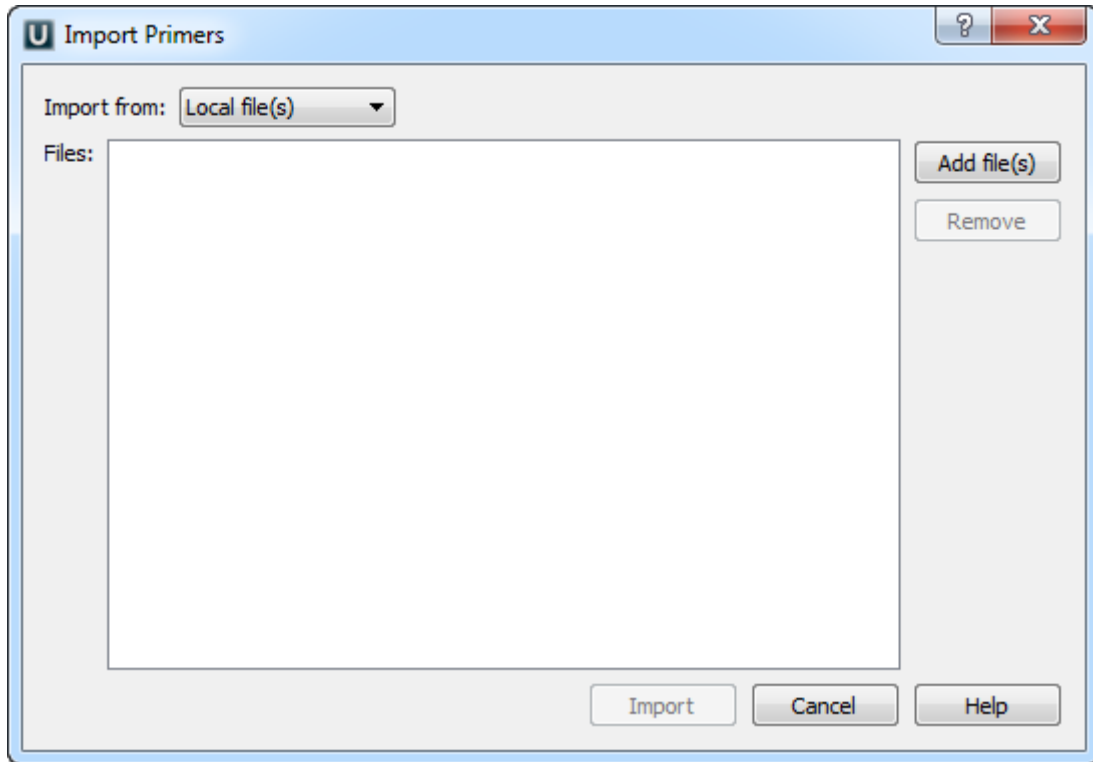 U Import Primers ?
Import from: Local file(s)
Files:
Add file(s)
Remove
Import Cancel Help